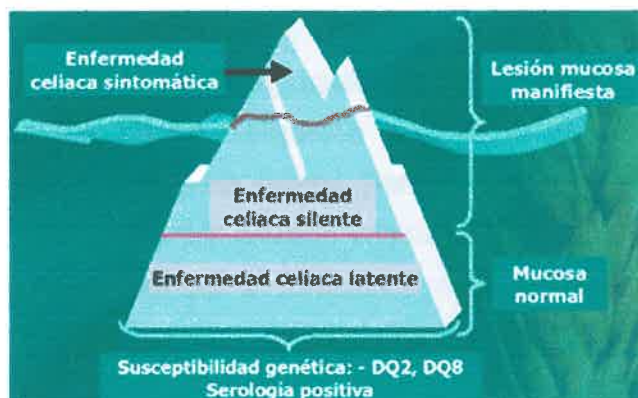 Enfermedad
celiaca sintomática
Lesión mucosa
manifiesta
Enfermedad
celiaca silente
Enfermedad celiaca latente
Mucosa
normal
Susceptibilidad genética: - DQ2, DQ8
Serologia positiva